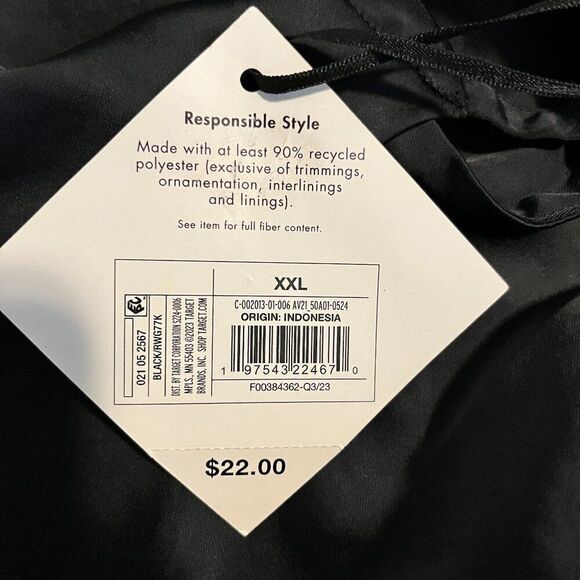 Responsible Style
Made with at least 90% recycled
polyester (exclusive of trimmings,
ornamentation, interlinings
and linings).
See item for full fiber content.
XXL
C-002013-01-006 AV21_50A01-0524
ORIGIN: INDONESIA
1 97543 22467 0
F00384362-Q3/23
021 05 2567
BLACK/RWG77K
DIST. BY TARGET CORPORATION S224-0006
MPLS., MN 55403 ©2023 TARGET
BRANDS, INC. SHOP TARGET.COM
$22.00